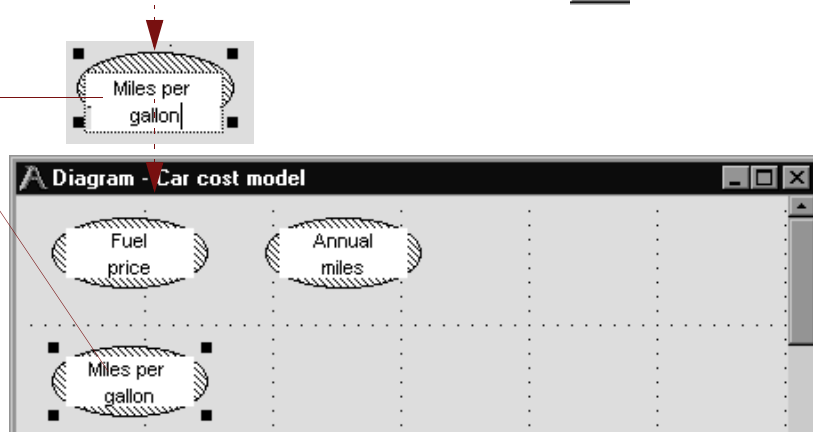 Miles per
gallon
Diagram - Car cost model
Fuel
price
Annual
miles
Miles per
gallon